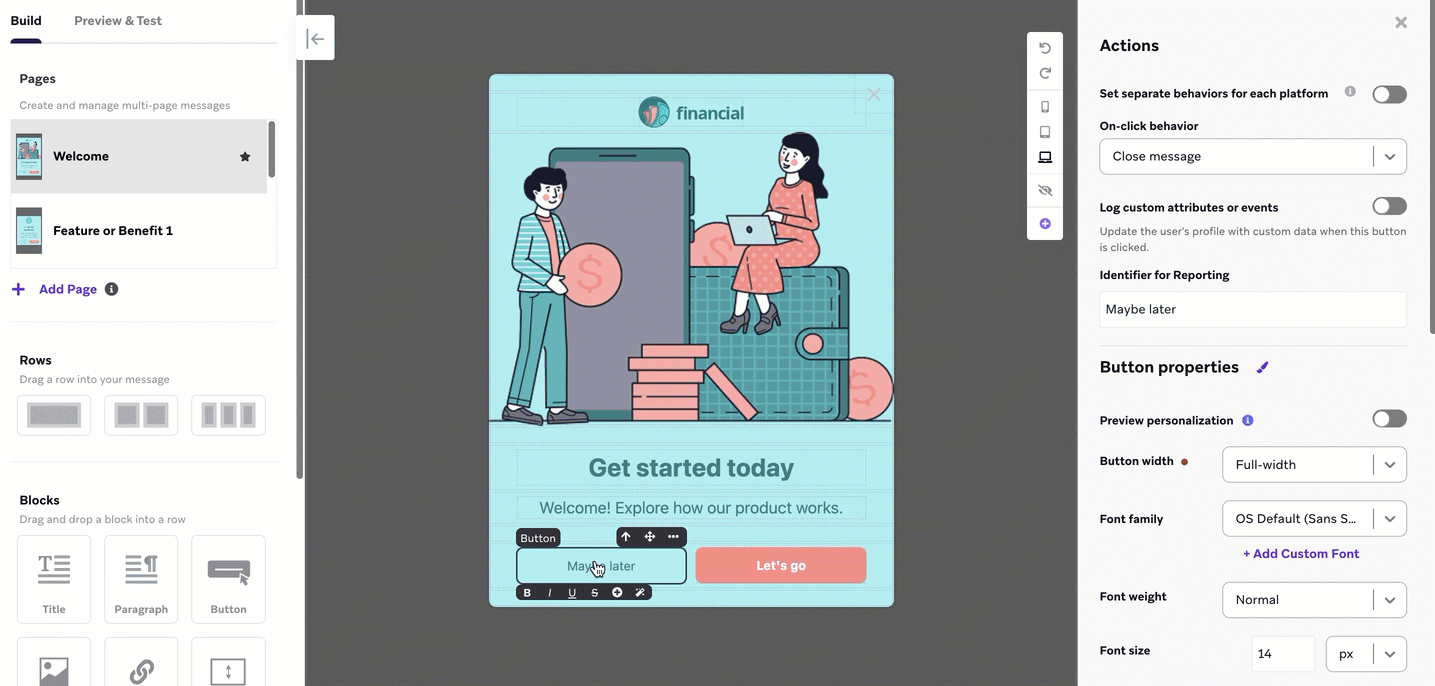 Build
Preview & Test
Pages
Create and manage multi-page messages
Welcome
Feature or Benefit 1
Add Page
Rows
Drag a row into your message
Blocks
Drag and drop a block into a row
Title
Paragraph
Button
financial
$
$
$
Get started today
Welcome! Explore how our product works.
Button
Maybe later
Let's go
B I U S
Actions
Set separate behaviors for each platform
On-click behavior
Close message
Log custom attributes or events
Update the user's profile with custom data when this button
is clicked.
Identifier for Reporting
Maybe later
Button properties
Preview personalization
Button width
Full-width
Font family
OS Default (Sans S...
+ Add Custom Font
Font weight
Normal
Font size
14
px